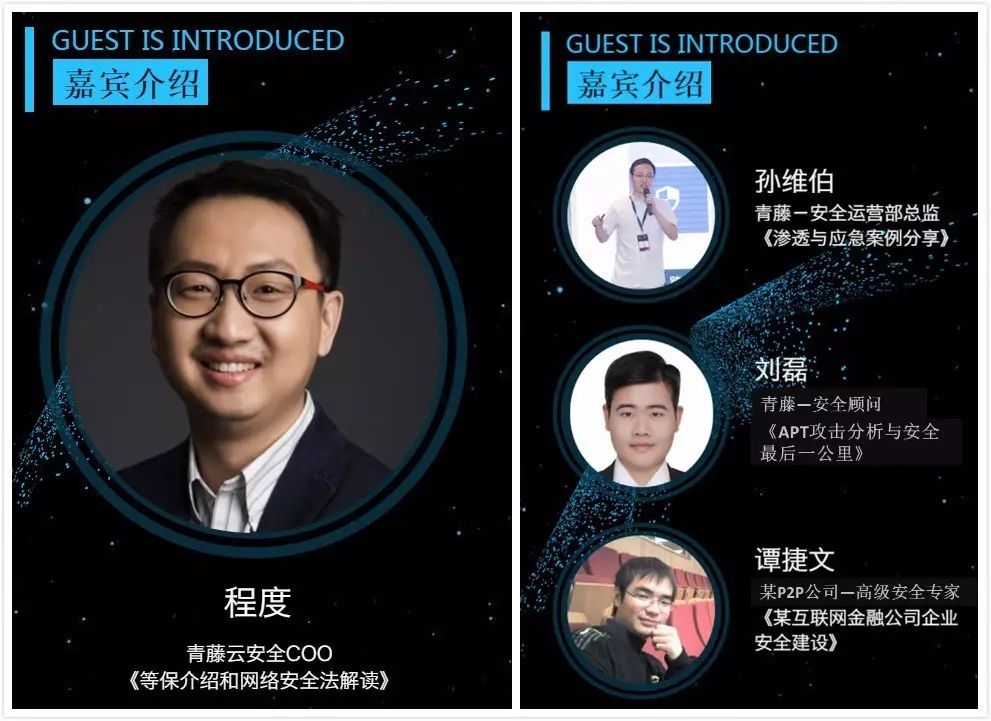 GUEST IS INTRODUCED
嘉宾介绍
程度
青藤云安全COO
《等保介绍和网络安全法解读》
GUEST IS INTRODUCED
嘉宾介绍
孙维伯
青藤－安全运营部总监
《渗透与应急案例分享》
刘磊
青藤—安全顾问
《APT攻击分析与安全
最后一公里》
谭捷文
某P2P公司—高级安全专家
《某互联网金融公司企业
安全建设》